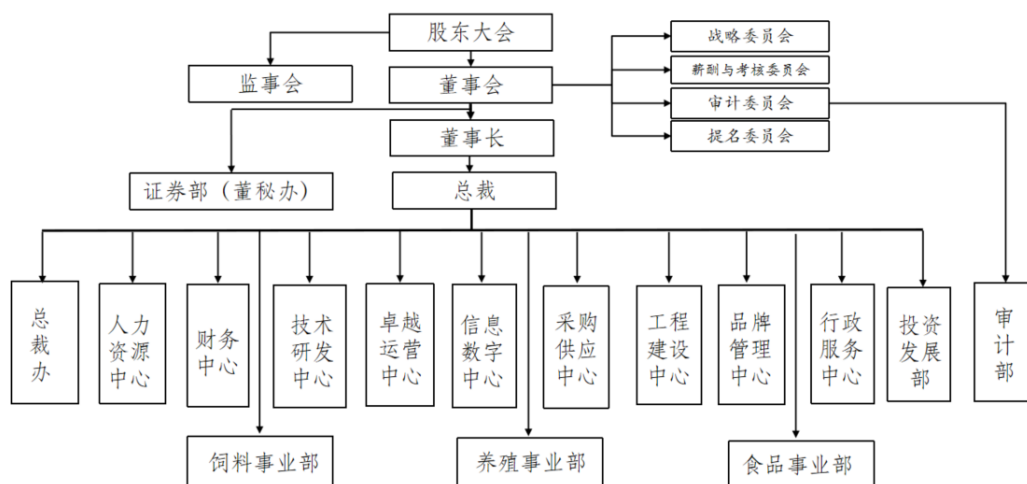 股东大会
战略委员会
监事会
董事会
薪酬与考核委员会
审计委员会
董事长
提名委员会
证券部（董秘办）
总裁
总
裁
办
人力
资源
中心
财务
中心
技术
研发
中心
卓越
运营
中心
信息
数字
中心
采购
供应
中心
工程
建设
中心
品牌
管理
中心
行政
服务
中心
投资
发展
部
审
计
部
饲料事业部
养殖事业部
食品事业部